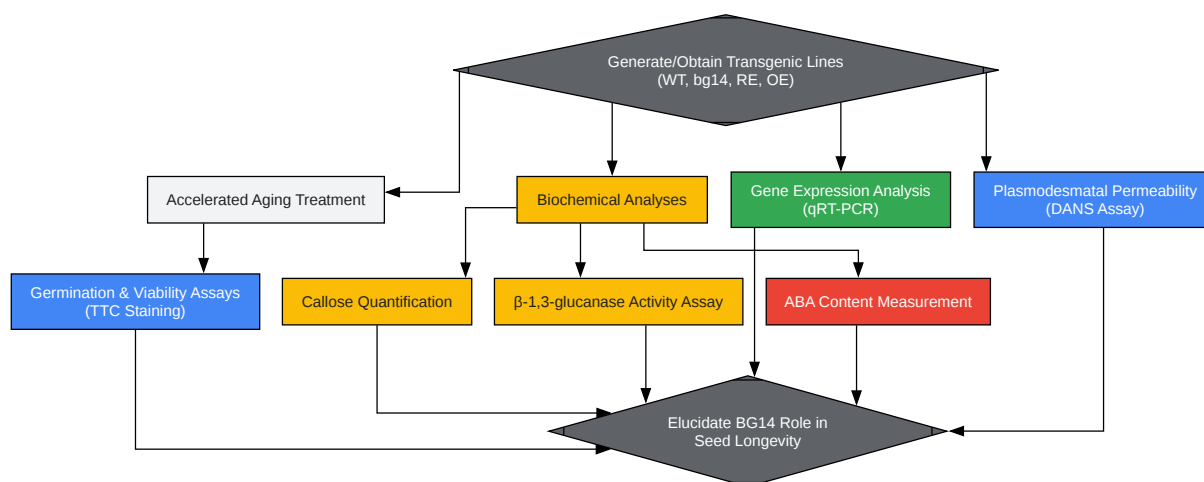 Generate/Obtain Transgenic Lines
(WT, bg14, RE, OE)
Accelerated Aging Treatment
Biochemical Analyses
Gene Expression Analysis
(qRT-PCR)
Plasmodesmatal Permeability
(DANS Assay)
Germination & Viability Assays
(TTC Staining)
Callose Quantification
β-1,3-glucanase Activity Assay
ABA Content Measurement
Elucidate BG14 Role in
Seed Longevity